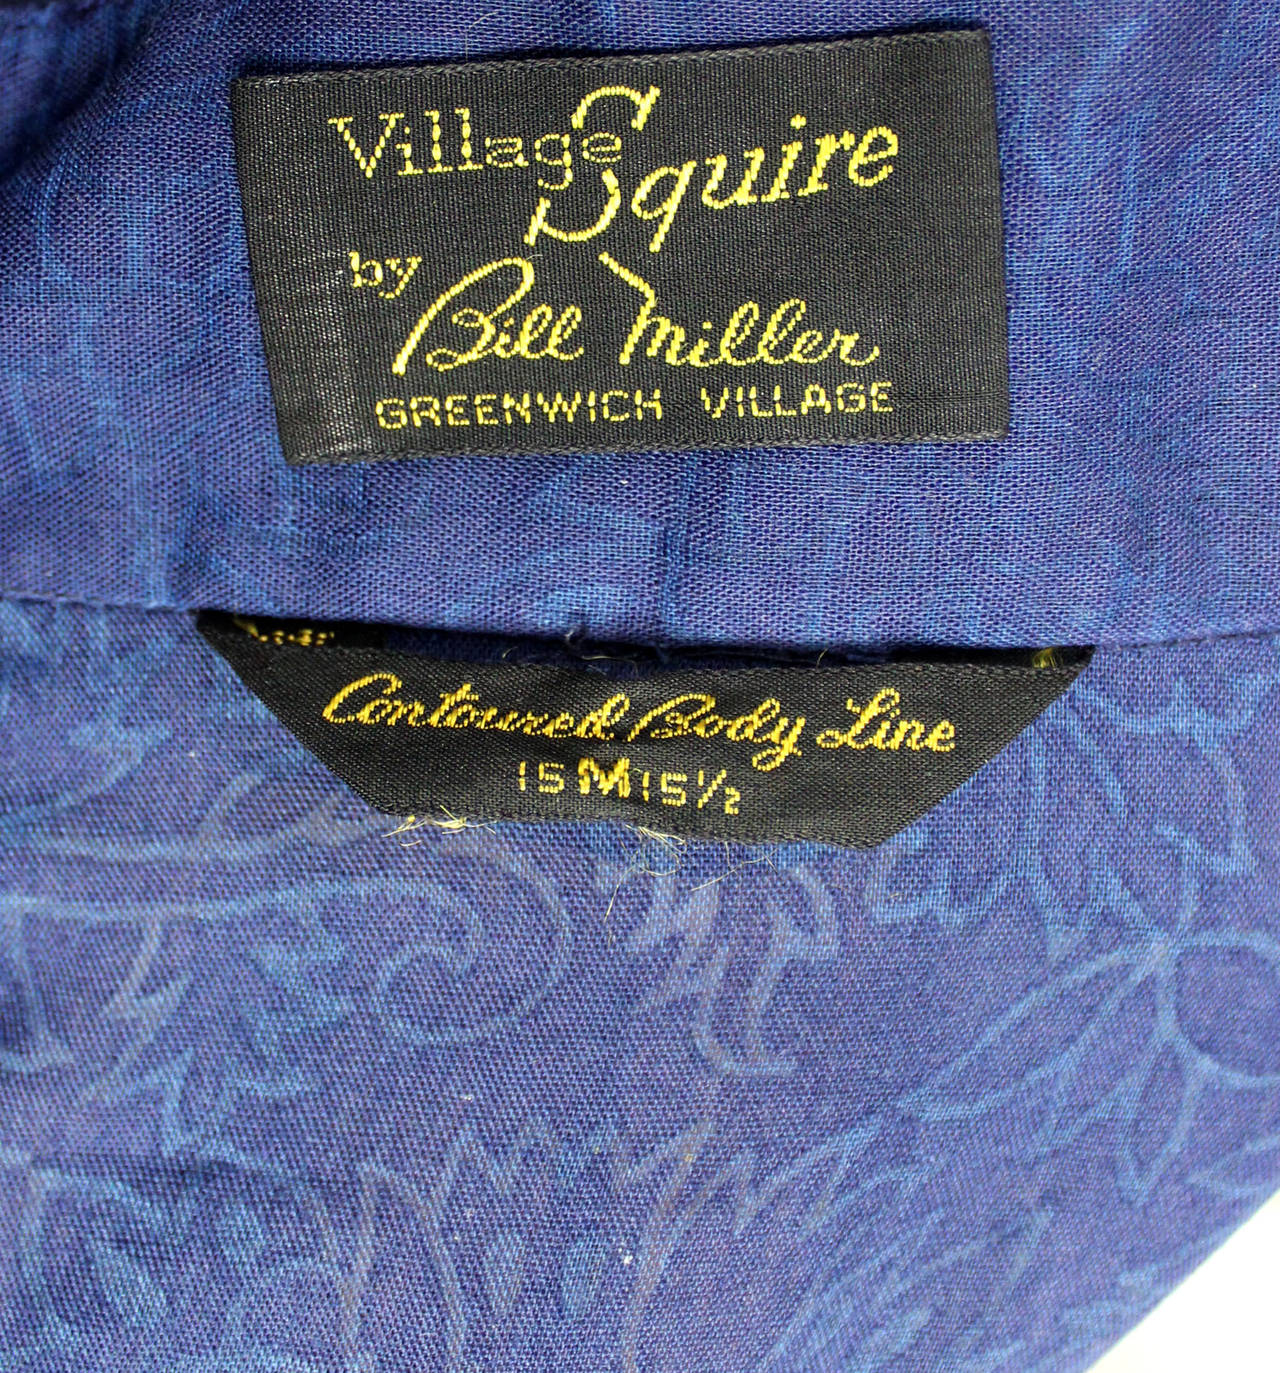 Village Squire
by Bill Miller
GREENWICH VILLAGE
Contoured Body Line
15 M 15½